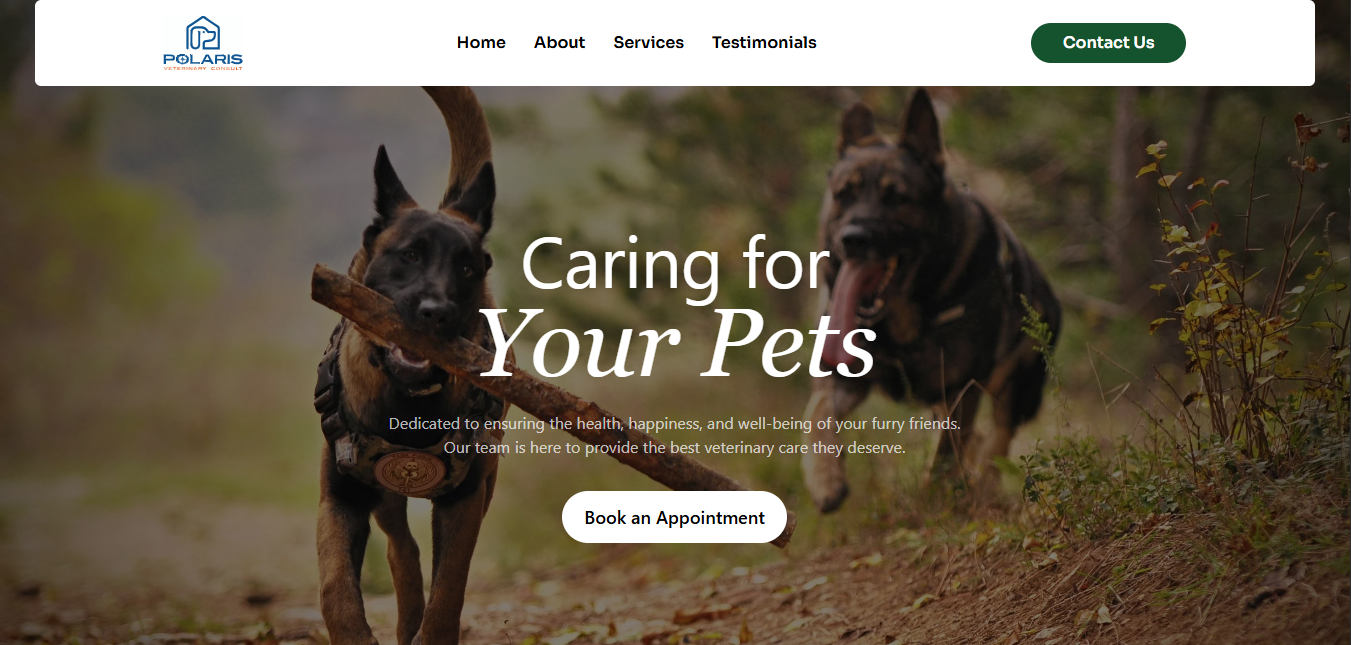 POLARIS
VETERINARY CONSULT
Home
About
Services
Testimonials
Contact Us
Caring for
Your Pets
Dedicated to ensuring the health, happiness, and well-being of your furry friends.
Our team is here to provide the best veterinary care they deserve.
Book an Appointment